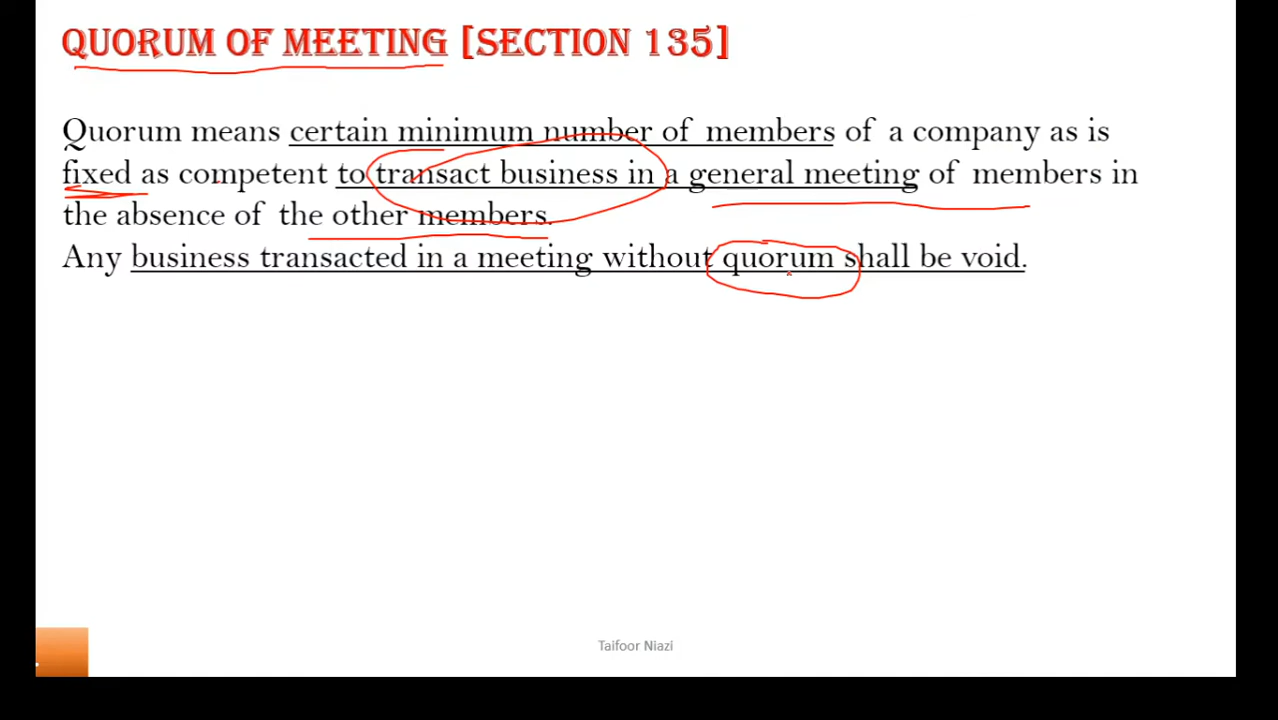 QUORUM OF MEETING [SECTION 135]
Quorum means certain minimum number of members of a company as is
fixed as competent to transact business in a general meeting of members in
the absence of the other members.
Any business transacted in a meeting without quorum shall be void.
Taifoor Niazi